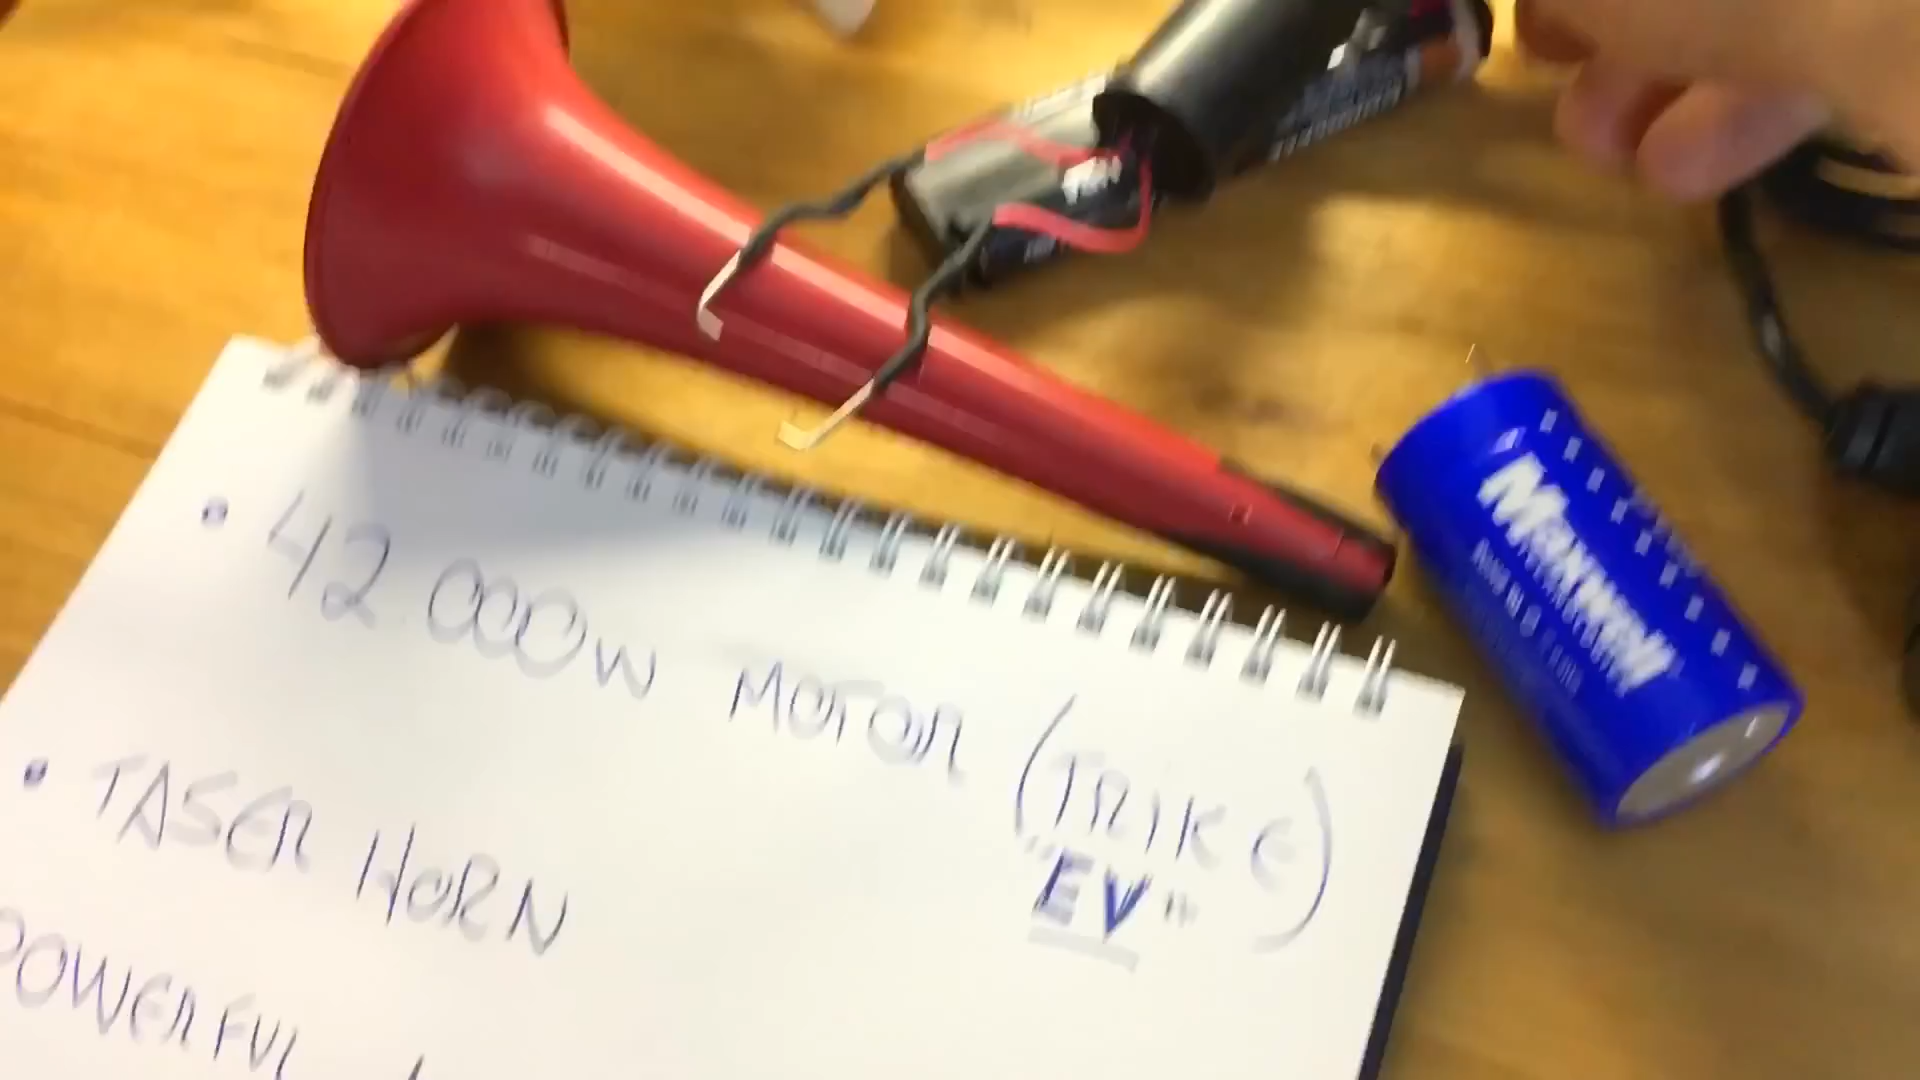 • 42.000W MOTOR (TRIKE)
"EV"
• TASER HORN
POWERFUL
Maxwell